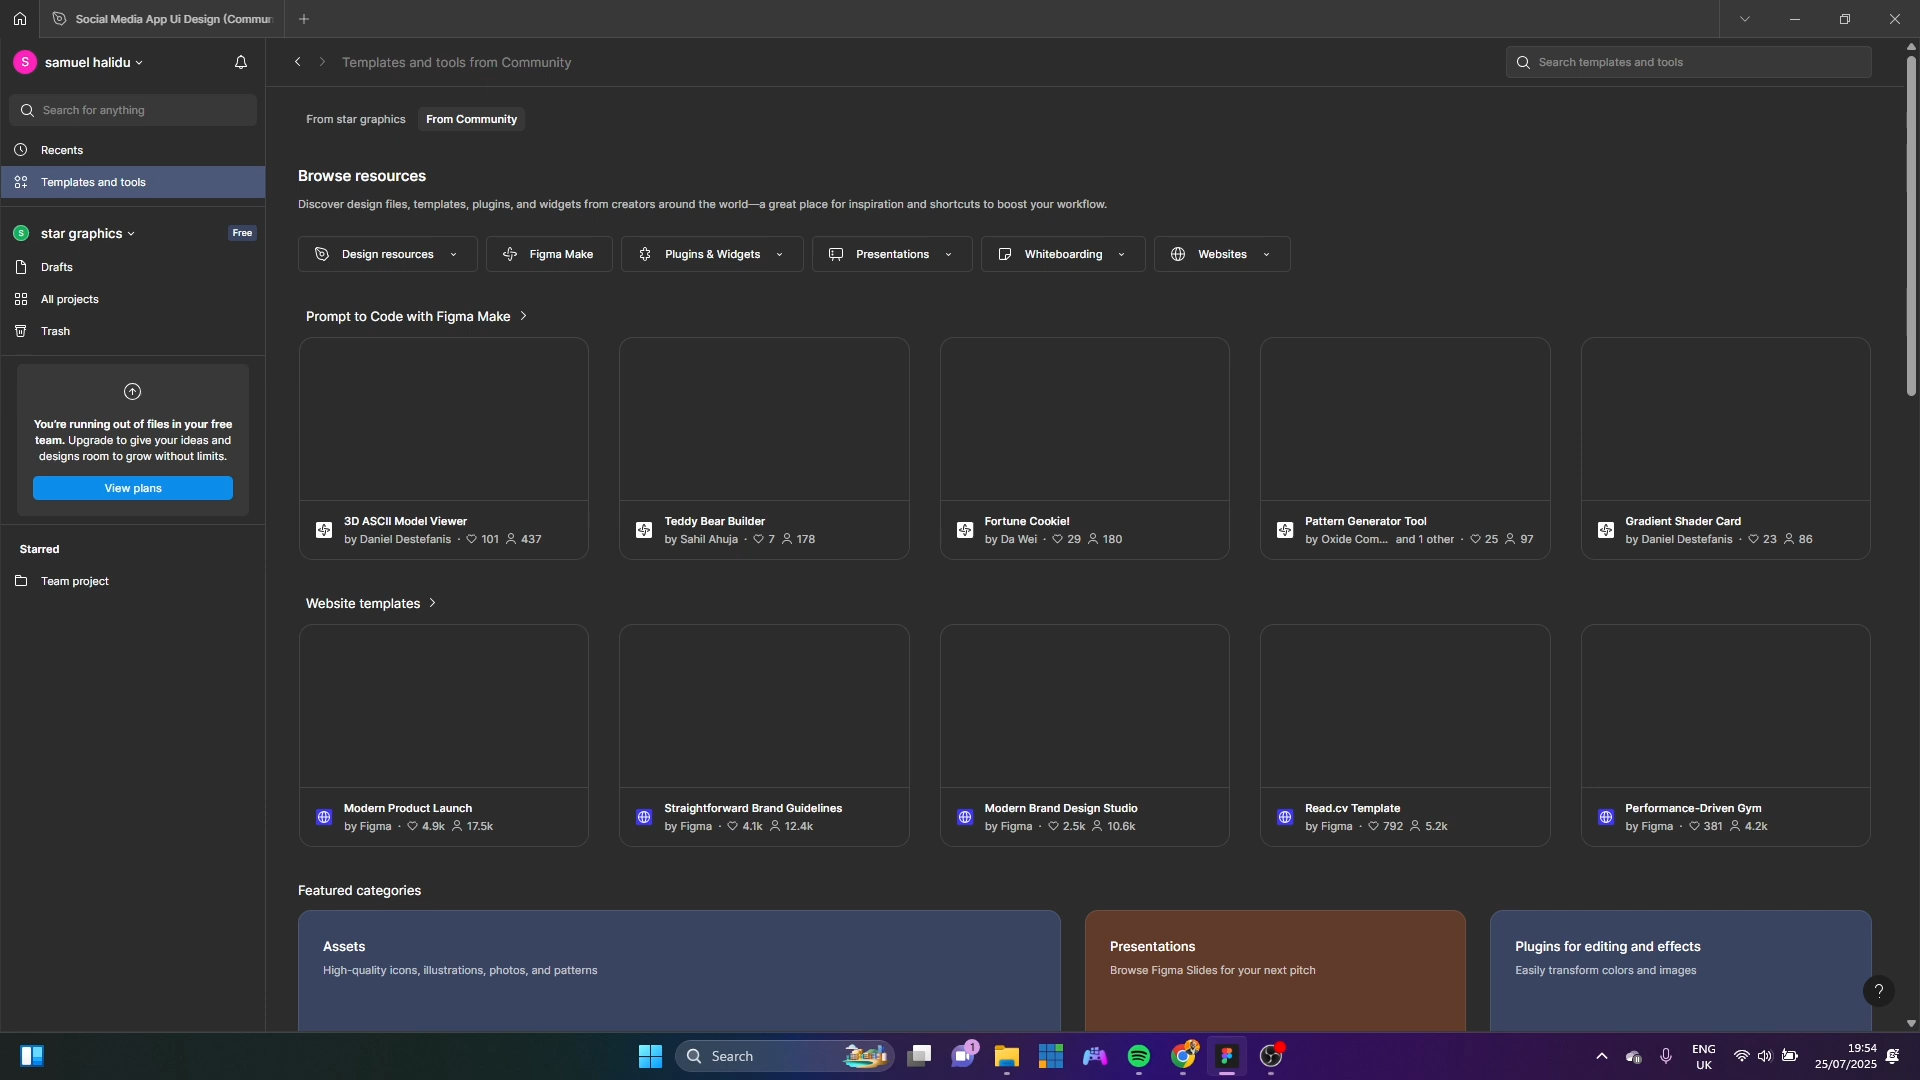 Social Media App Ui Design (Commun
S
samuel halidu
Search for anything
Recents
Templates and tools
S
star graphics
Free
Drafts
All projects
Trash
You're running out of files in your free
team. Upgrade to give your ideas and
designs room to grow without limits.
View plans
Starred
Team project
Templates and tools from Community
Search templates and tools
From star graphics
From Community
Browse resources
Discover design files, templates, plugins, and widgets from creators around the world—a great place for inspiration and shortcuts to boost your workflow.
Design resources
Figma Make
Plugins & Widgets
Presentations
Whiteboarding
Websites
Prompt to Code with Figma Make
3D ASCII Model Viewer
by Daniel Destefanis · 101 437
Teddy Bear Builder
by Sahil Ahuja · 7 178
Fortune Cookie!
by Da Wei · 29 180
Pattern Generator Tool
by Oxide Com... and 1 other · 25 97
Gradient Shader Card
by Daniel Destefanis · 23 86
Website templates
Modern Product Launch
by Figma · 4.9k 17.5k
Straightforward Brand Guidelines
by Figma · 4.1k 12.4k
Modern Brand Design Studio
by Figma · 2.5k 10.6k
Read.cv Template
by Figma · 792 5.2k
Performance-Driven Gym
by Figma · 381 4.2k
Featured categories
Assets
High-quality icons, illustrations, photos, and patterns
Presentations
Browse Figma Slides for your next pitch
Plugins for editing and effects
Easily transform colors and images
?
Search
1
ENG
UK
19:54
25/07/2025